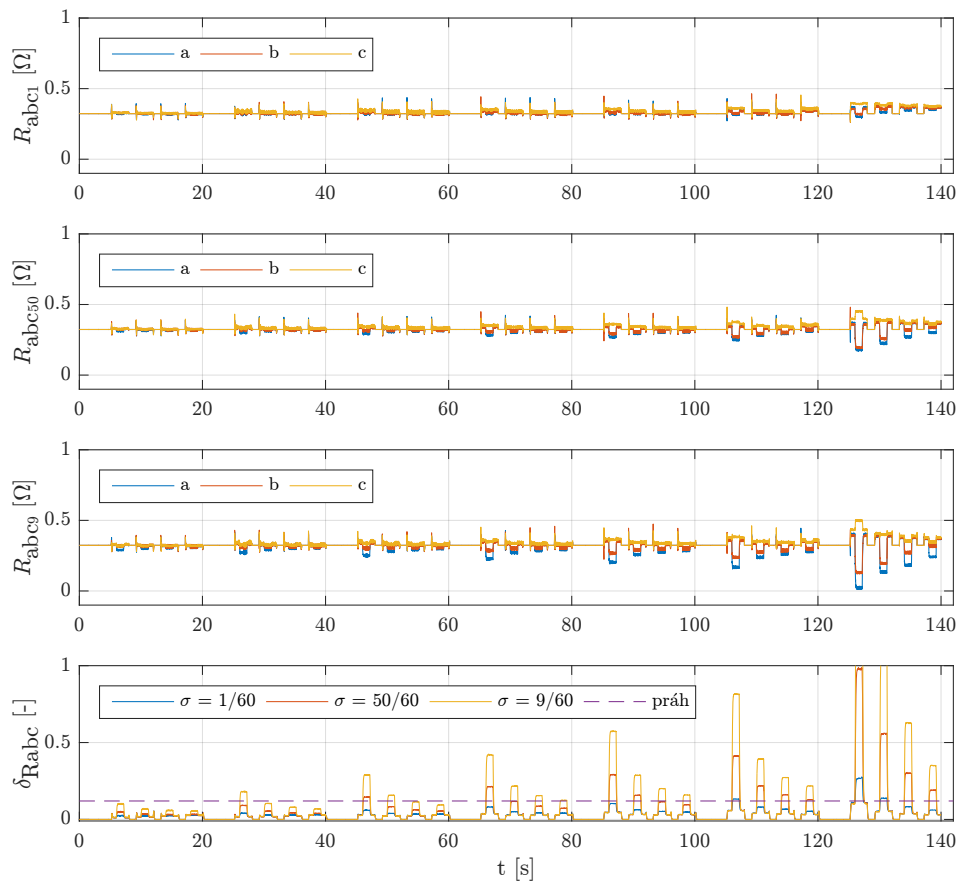 1
0.5
0
R_abc1 [Ω]
a b c
0 20 40 60 80 100 120 140
1
0.5
0
R_abc50 [Ω]
a b c
0 20 40 60 80 100 120 140
1
0.5
0
R_abc9 [Ω]
a b c
0 20 40 60 80 100 120 140
1
0.5
0
δ_Rabc [-]
σ = 1/60 σ = 50/60 σ = 9/60 práh
0 20 40 60 80 100 120 140
t [s]